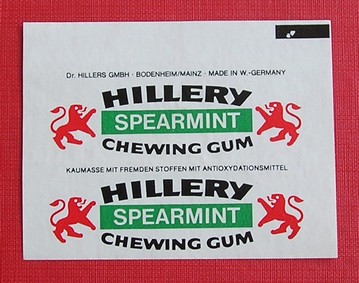 Dr. HILLERS GMBH · BODENHEIM/MAINZ · MADE IN W.-GERMANY
HILLERY
SPEARMINT
CHEWING GUM
KAUMASSE MIT FREMDEN STOFFEN MIT ANTIOXYDATIONSMITTEL
HILLERY
SPEARMINT
CHEWING GUM